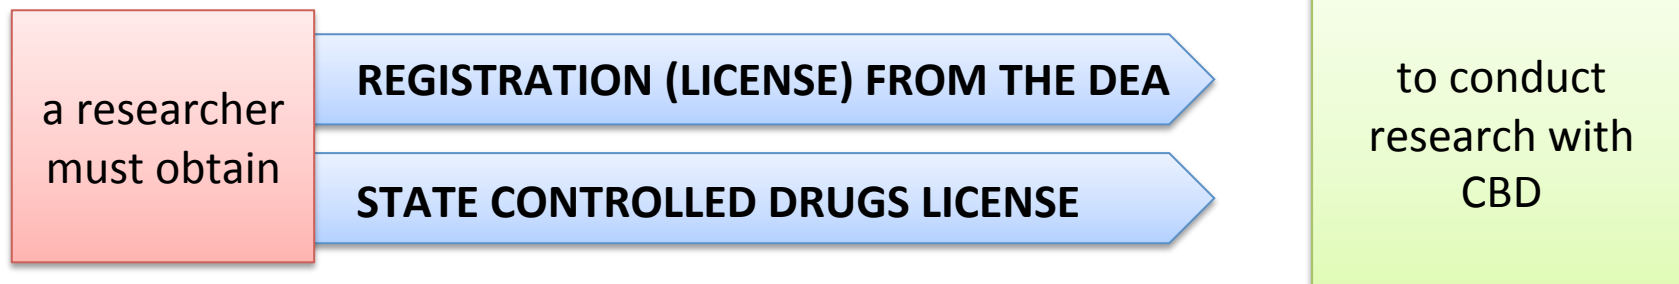 a researcher
must obtain
REGISTRATION (LICENSE) FROM THE DEA
STATE CONTROLLED DRUGS LICENSE
to conduct
research with
CBD